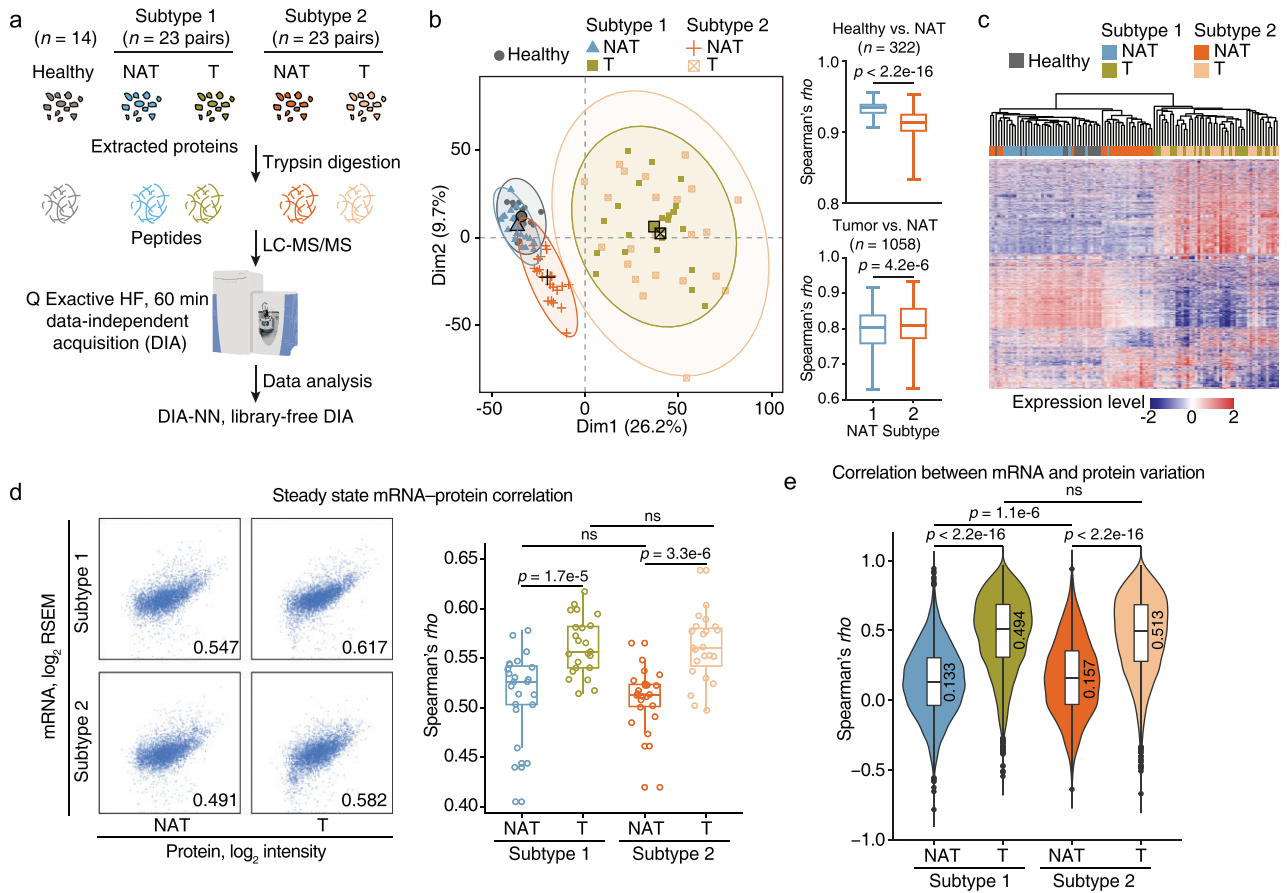 a
Subtype 1
Subtype 2
(n = 14)
(n = 23 pairs)
(n = 23 pairs)
Healthy
NAT
T
NAT
T
Extracted proteins
Trypsin digestion
Peptides
LC-MS/MS
Q Exactive HF, 60 min
data-independent
acquisition (DIA)
Data analysis
DIA-NN, library-free DIA
b
Subtype 1
Subtype 2
Healthy
NAT
NAT
T
T
Dim2 (9.7%)
50
0
-50
-50
0
50
100
Dim1 (26.2%)
Healthy vs. NAT
(n = 322)
p < 2.2e-16
Spearman's rho
1.0
0.9
0.8
Tumor vs. NAT
(n = 1058)
p = 4.2e-6
Spearman's rho
1.0
0.9
0.8
0.7
0.6
1
2
NAT Subtype
c
Subtype 1
Subtype 2
Healthy
NAT
NAT
T
T
Expression level
-2
0
2
d
Steady state mRNA–protein correlation
mRNA, log2 RSEM
Subtype 1
Subtype 2
0.547
0.617
0.491
0.582
NAT
T
Protein, log2 intensity
Spearman's rho
0.65
0.60
0.55
0.50
0.45
0.40
ns
ns
p = 1.7e-5
p = 3.3e-6
NAT
T
NAT
T
Subtype 1
Subtype 2
e
Correlation between mRNA and protein variation
ns
p = 1.1e-6
p < 2.2e-16
p < 2.2e-16
Spearman's rho
1.0
0.5
0.0
−0.5
−1.0
0.133
0.494
0.157
0.513
NAT
T
NAT
T
Subtype 1
Subtype 2